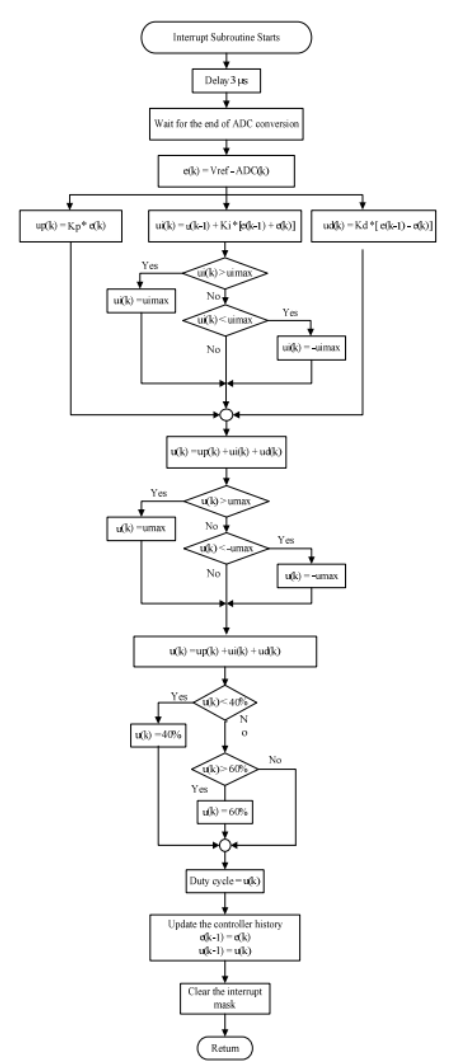 Interrupt Subroutine Starts
Delay 3 μs
Wait for the end of ADC conversion
e(k) = Vref - ADC(k)
up(k) = Kp * e(k)
ui(k) = u(k-1) + Ki * [e(k-1) + e(k)]
ud(k) = Kd * [ e(k-1) - e(k)]
Yes
ui(k) > uimax
ui(k) = uimax
No
ui(k) < uimax
Yes
No
ui(k) = -uimax
u(k) = up(k) + ui(k) + ud(k)
Yes
u(k) > umax
u(k) = umax
No
u(k) < -umax
Yes
No
u(k) = -umax
u(k) = up(k) + ui(k) + ud(k)
Yes
u(k) < 40%
N
o
u(k) = 40%
No
u(k) > 60%
Yes
u(k) = 60%
Duty cycle = u(k)
Update the controller history
e(k-1) = e(k)
u(k-1) = u(k)
Clear the interrupt
mask
Return